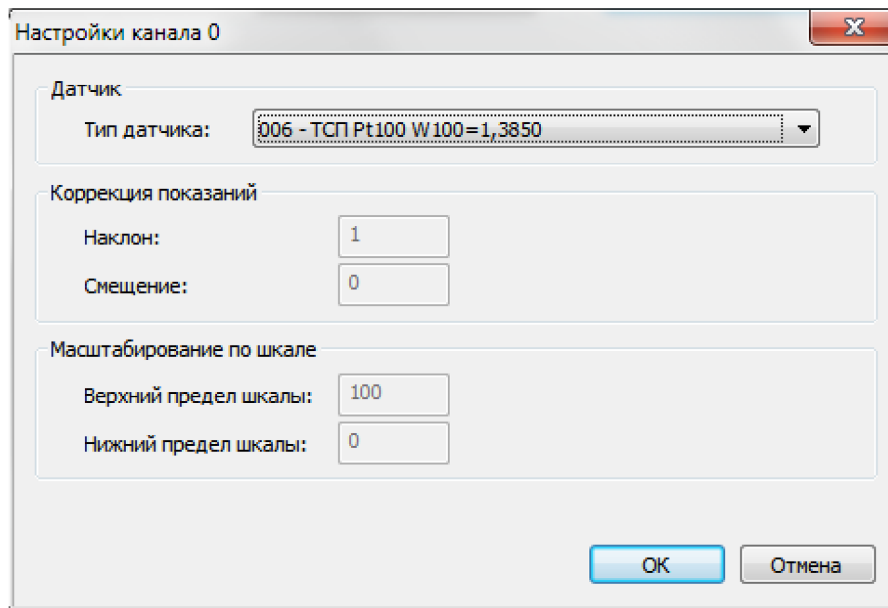 Настройки канала 0
Датчик
Тип датчика: 006 - ТСП Pt100 W100=1,3850
Коррекция показаний
Наклон: 1
Смещение: 0
Масштабирование по шкале
Верхний предел шкалы: 100
Нижний предел шкалы: 0
ОК Отмена